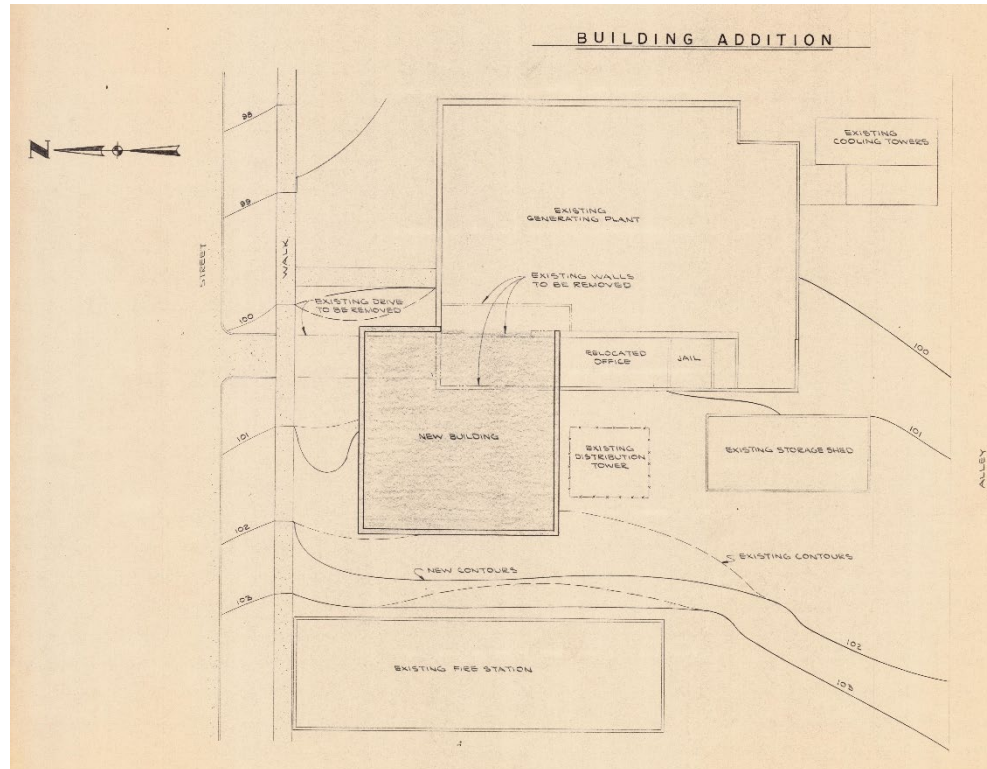 BUILDING ADDITION
N
98
99
100
101
102
103
STREET
WALK
EXISTING
COOLING TOWERS
EXISTING
GENERATING PLANT
EXISTING WALLS
TO BE REMOVED
EXISTING DRIVE
TO BE REMOVED
RELOCATED
OFFICE
JAIL
100
101
NEW BUILDING
EXISTING
DISTRIBUTION
TOWER
EXISTING STORAGE SHED
ALLEY
EXISTING CONTOURS
NEW CONTOURS
102
103
EXISTING FIRE STATION
4